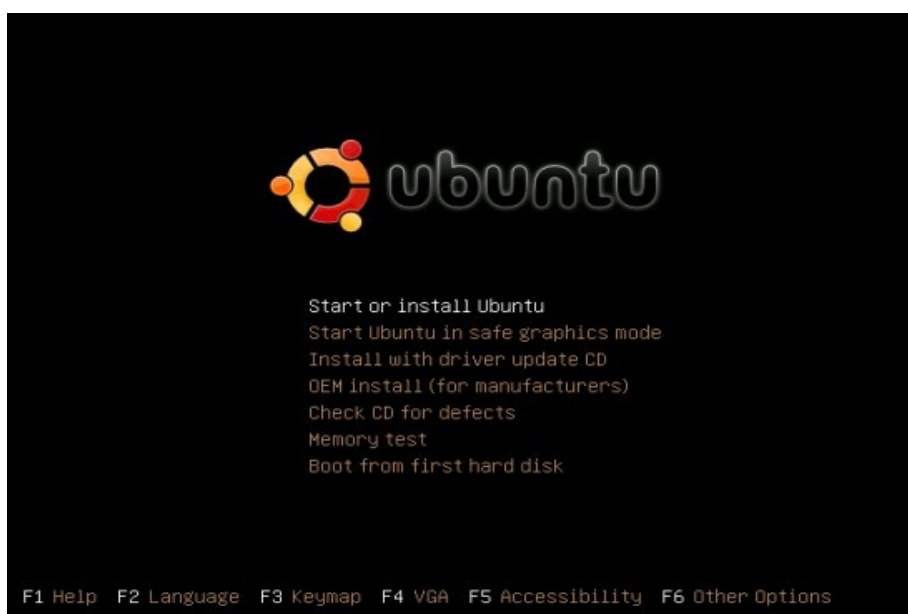 ubuntu
Start or install Ubuntu
Start Ubuntu in safe graphics mode
Install with driver update CD
OEM install (for manufacturers)
Check CD for defects
Memory test
Boot from first hard disk
F1 Help F2 Language F3 Keymap F4 VGA F5 Accessibility F6 Other Options